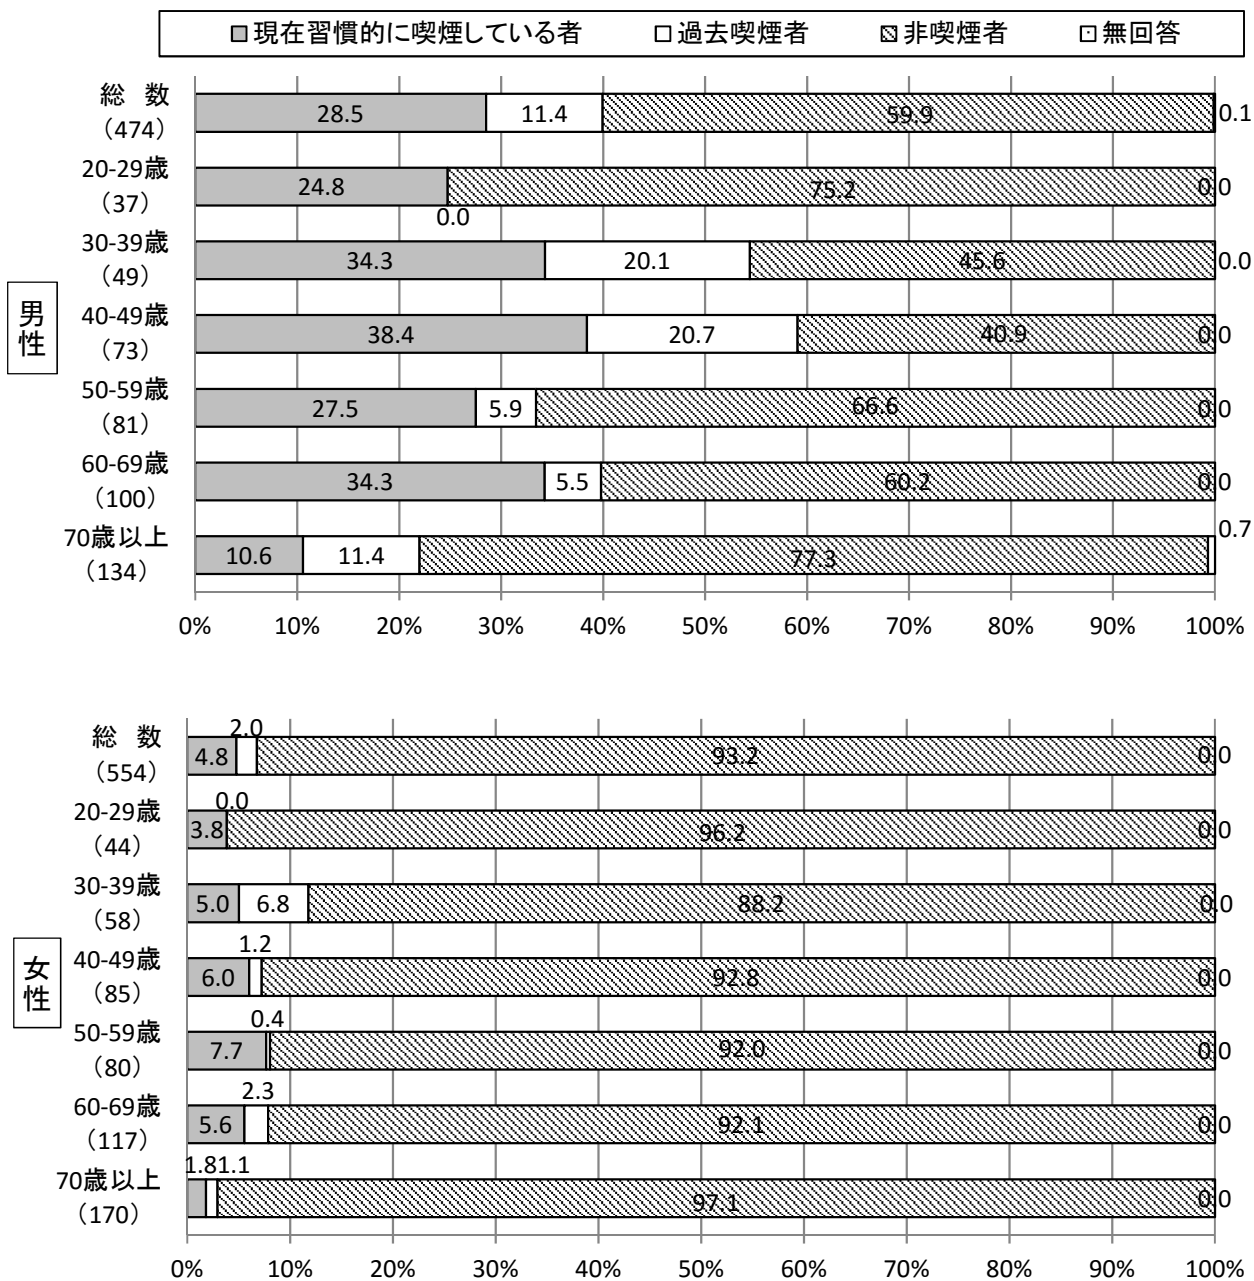 現在習慣的に喫煙している者 過去喫煙者 非喫煙者 無回答
男性
総 数
（474）
28.5 11.4 59.9 0.1
20-29歳
（37）
24.8 0.0 75.2 0.0
30-39歳
（49）
34.3 20.1 45.6 0.0
40-49歳
（73）
38.4 20.7 40.9 0.0
50-59歳
（81）
27.5 5.9 66.6 0.0
60-69歳
（100）
34.3 5.5 60.2 0.0
70歳以上
（134）
10.6 11.4 77.3 0.7
0% 10% 20% 30% 40% 50% 60% 70% 80% 90% 100%
女性
総 数
（554）
4.8 2.0 93.2 0.0
20-29歳
（44）
3.8 0.0 96.2 0.0
30-39歳
（58）
5.0 6.8 88.2 0.0
40-49歳
（85）
6.0 1.2 92.8 0.0
50-59歳
（80）
7.7 0.4 92.0 0.0
60-69歳
（117）
5.6 2.3 92.1 0.0
70歳以上
（170）
1.8 1.1 97.1 0.0
0% 10% 20% 30% 40% 50% 60% 70% 80% 90% 100%